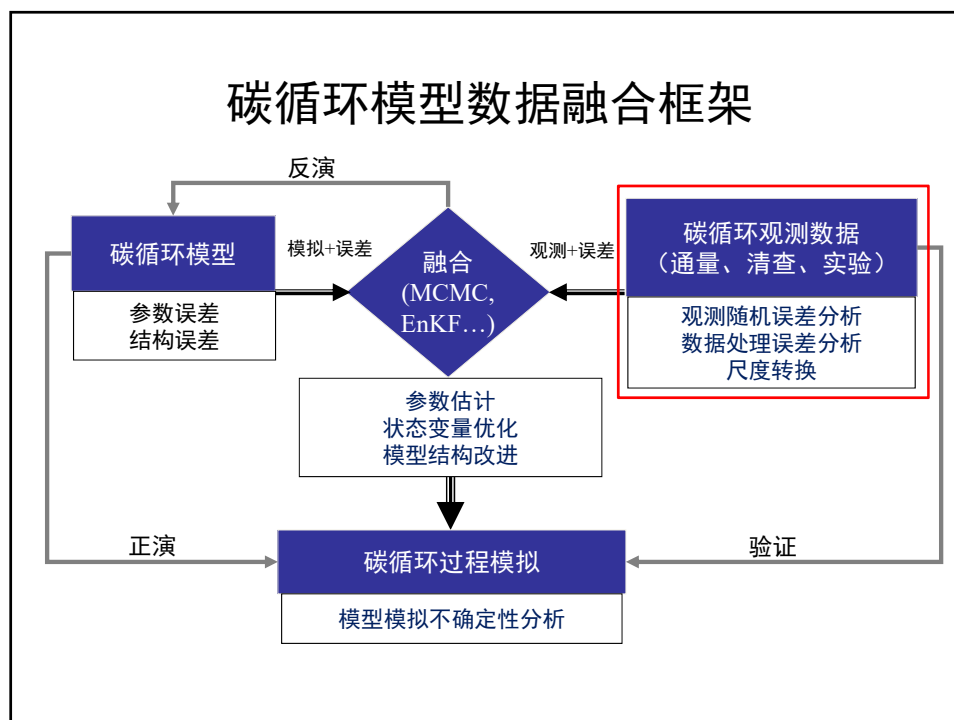 碳循环模型数据融合框架
反演
碳循环模型
模拟+误差
融合
(MCMC,
EnKF…)
观测+误差
碳循环观测数据
（通量、清查、实验）
参数误差
结构误差
观测随机误差分析
数据处理误差分析
尺度转换
参数估计
状态变量优化
模型结构改进
正演
碳循环过程模拟
验证
模型模拟不确定性分析